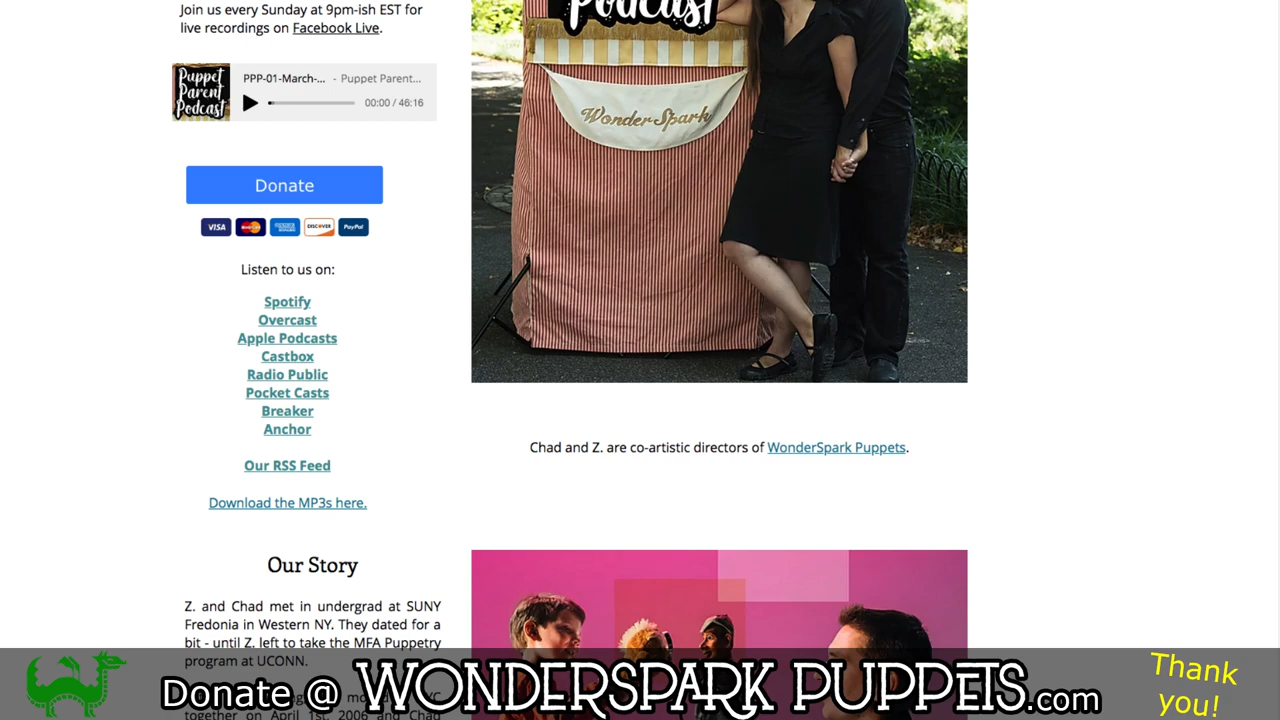 Join us every Sunday at 9pm-ish EST for
live recordings on Facebook Live.
Puppet
Parent
Podcast
PPP-01-March-... - Puppet Parent...
00:00 / 46:16
Donate
VISA
DISCOVER
PayPal
Listen to us on:
Spotify
Overcast
Apple Podcasts
Castbox
Radio Public
Pocket Casts
Breaker
Anchor
Our RSS Feed
Download the MP3s here.
Our Story
Z. and Chad met in undergrad at SUNY
Fredonia in Western NY. They dated for a
bit - until Z. left to take the MFA Puppetry
program at UCONN.
together on April 1st, 2006 and Chad
Podcast
WonderSpark
Chad and Z. are co-artistic directors of WonderSpark Puppets.
Donate @ WONDERSPARK PUPPETS.com
Thank
you!